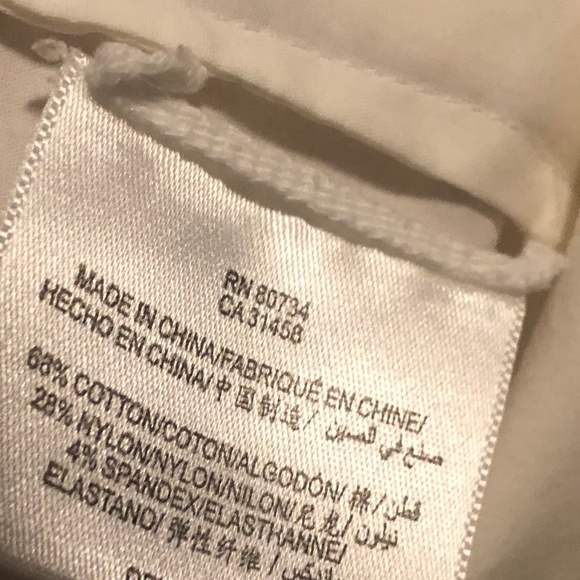 RN 80794
CA 31458
MADE IN CHINA/FABRIQUÉ EN CHINE/
HECHO EN CHINA/中国制造/ صنع في الصين
68% COTTON/COTON/ALGODÓN/棉/قطن/
28% NYLON/NYLON/NILON/尼龙/نيلون/
4% SPANDEX/ELASTHANNE/
ELASTANO/弹性纤维/